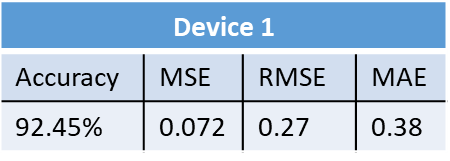 Device 1
Accuracy MSE RMSE MAE
92.45% 0.072 0.27 0.38